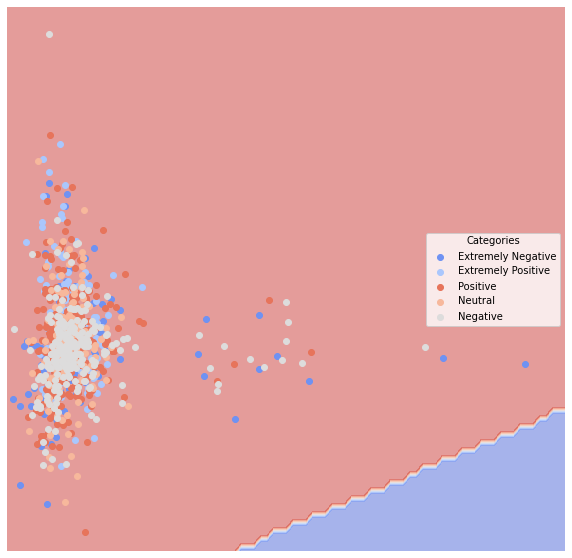 Categories
Extremely Negative
Extremely Positive
Positive
Neutral
Negative